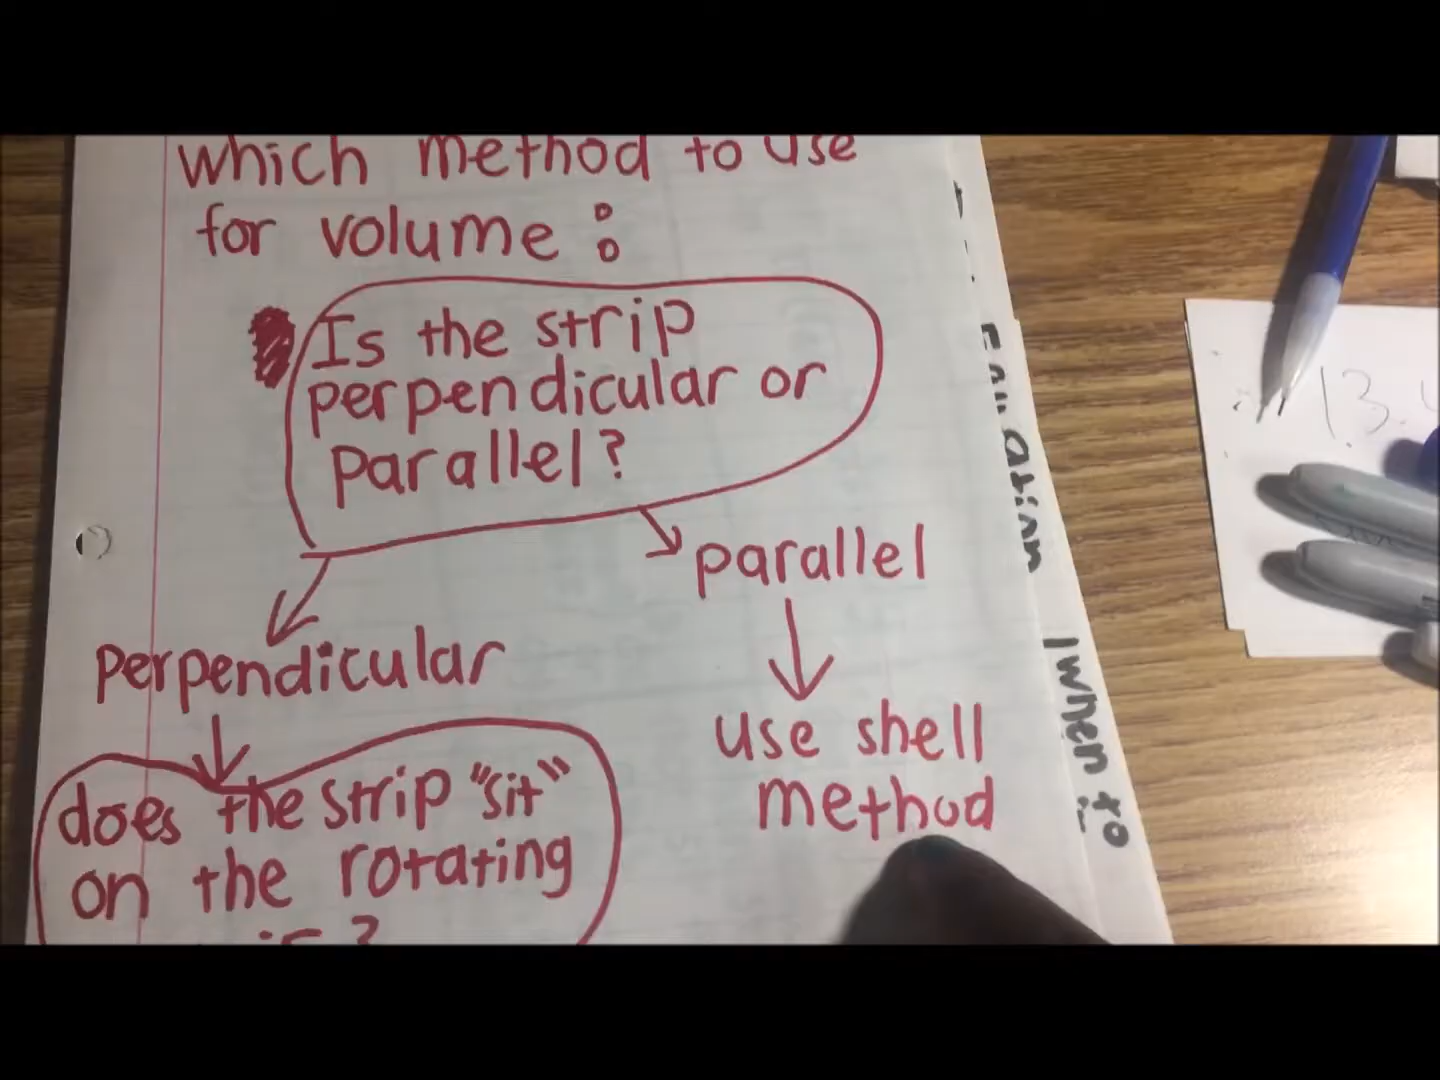 which method to use
for volume :
Is the strip
perpendicular or
parallel?
parallel
perpendicular
use shell
method
does the strip "sit"
on the rotating
when to
13.